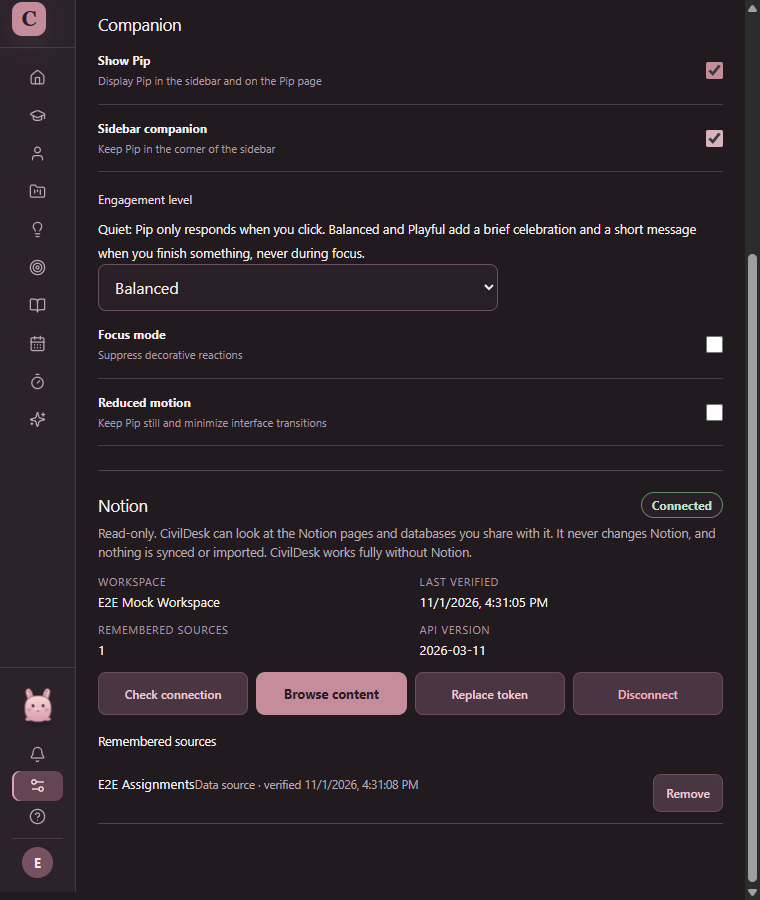 C
Companion
Show Pip
Display Pip in the sidebar and on the Pip page
Sidebar companion
Keep Pip in the corner of the sidebar
Engagement level
Quiet: Pip only responds when you click. Balanced and Playful add a brief celebration and a short message
when you finish something, never during focus.
Balanced
Focus mode
Suppress decorative reactions
Reduced motion
Keep Pip still and minimize interface transitions
Notion
Connected
Read-only. CivilDesk can look at the Notion pages and databases you share with it. It never changes Notion, and
nothing is synced or imported. CivilDesk works fully without Notion.
WORKSPACE
LAST VERIFIED
E2E Mock Workspace
11/1/2026, 4:31:05 PM
REMEMBERED SOURCES
API VERSION
1
2026-03-11
Check connection
Browse content
Replace token
Disconnect
Remembered sources
E2E AssignmentsData source · verified 11/1/2026, 4:31:08 PM
Remove
E